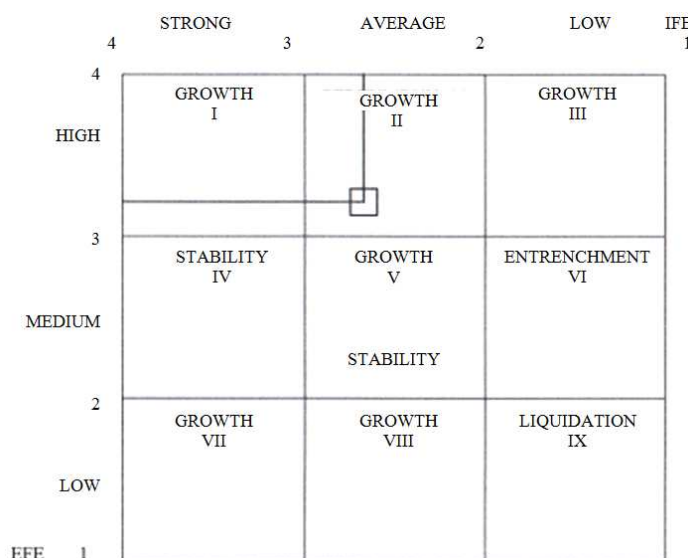 STRONG AVERAGE LOW IFE
4 3 2 1
4
GROWTH GROWTH GROWTH
I II III
HIGH
3
STABILITY GROWTH ENTRENCHMENT
IV V VI
MEDIUM
STABILITY
2
GROWTH GROWTH LIQUIDATION
VII VIII IX
LOW
EFE 1